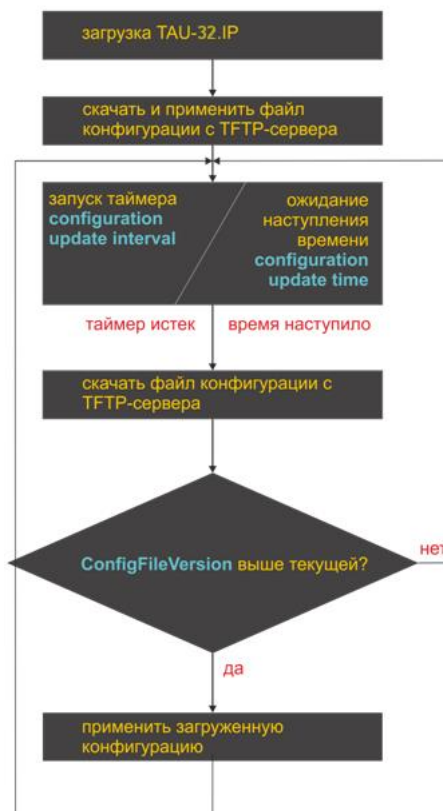 загрузка TAU-32.IP
скачать и применить файл
конфигурации с TFTP-сервера
запуск таймера
configuration
update interval
ожидание
наступления
времени
configuration
update time
таймер истек
время наступило
скачать файл конфигурации с
TFTP-сервера
ConfigFileVersion выше текущей?
нет
да
применить загруженную
конфигурацию